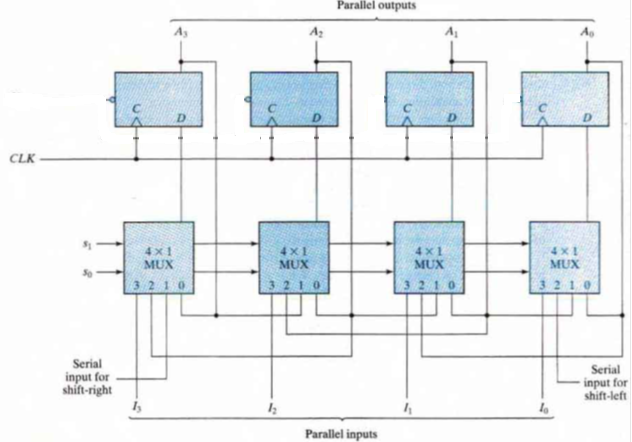 Parallel outputs
A3 A2 A1 A0
C D C D C D C D
CLK
s1
s0
4 × 1 MUX 4 × 1 MUX 4 × 1 MUX 4 × 1 MUX
3 2 1 0 3 2 1 0 3 2 1 0 3 2 1 0
Serial
input for
shift-right
Serial
input for
shift-left
I3 I2 I1 I0
Parallel inputs